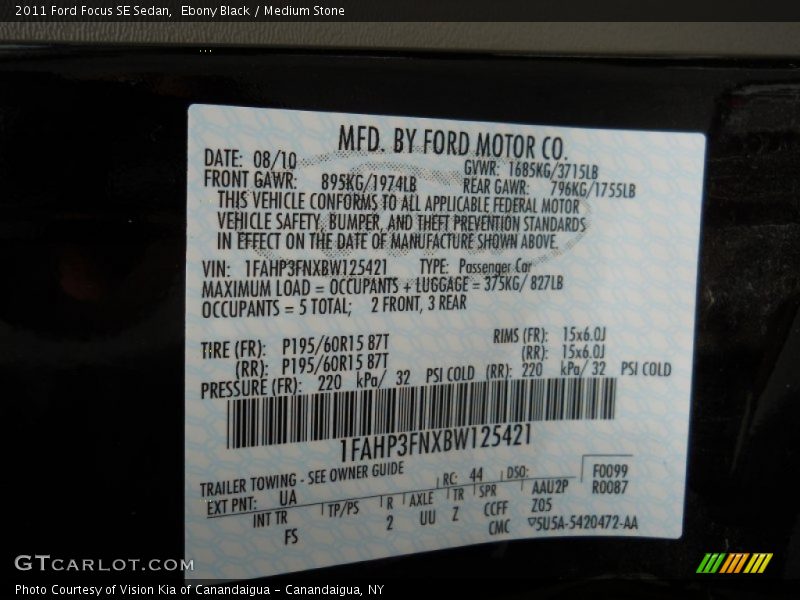 2011 Ford Focus SE Sedan,  Ebony Black / Medium Stone
MFD. BY FORD MOTOR CO.
DATE: 08/10 GVWR: 1685KG/3715LB
FRONT GAWR: 895KG/1974LB REAR GAWR: 796KG/1755LB
THIS VEHICLE CONFORMS TO ALL APPLICABLE FEDERAL MOTOR
VEHICLE SAFETY, BUMPER, AND THEFT PREVENTION STANDARDS
IN EFFECT ON THE DATE OF MANUFACTURE SHOWN ABOVE.
VIN: 1FAHP3FNXBW125421 TYPE: Passenger Car
MAXIMUM LOAD = OCCUPANTS + LUGGAGE = 375KG/ 827LB
OCCUPANTS = 5 TOTAL; 2 FRONT, 3 REAR
TIRE (FR): P195/60R15 87T RIMS (FR): 15x6.0J
(RR): P195/60R15 87T (RR): 15x6.0J
PRESSURE (FR): 220 kPa/ 32 PSI COLD (RR): 220 kPa/ 32 PSI COLD
1FAHP3FNXBW125421
TRAILER TOWING - SEE OWNER GUIDE RC: 44 DSO: F0099
EXT PNT: UA R0087
INT TR TP/PS R AXLE TR SPR AAU2P
FS 2 UU Z CCFF Z05
CMC 5U5A-5420472-AA
GTCARLOT.COM
Photo Courtesy of Vision Kia of Canandaigua – Canandaigua, NY